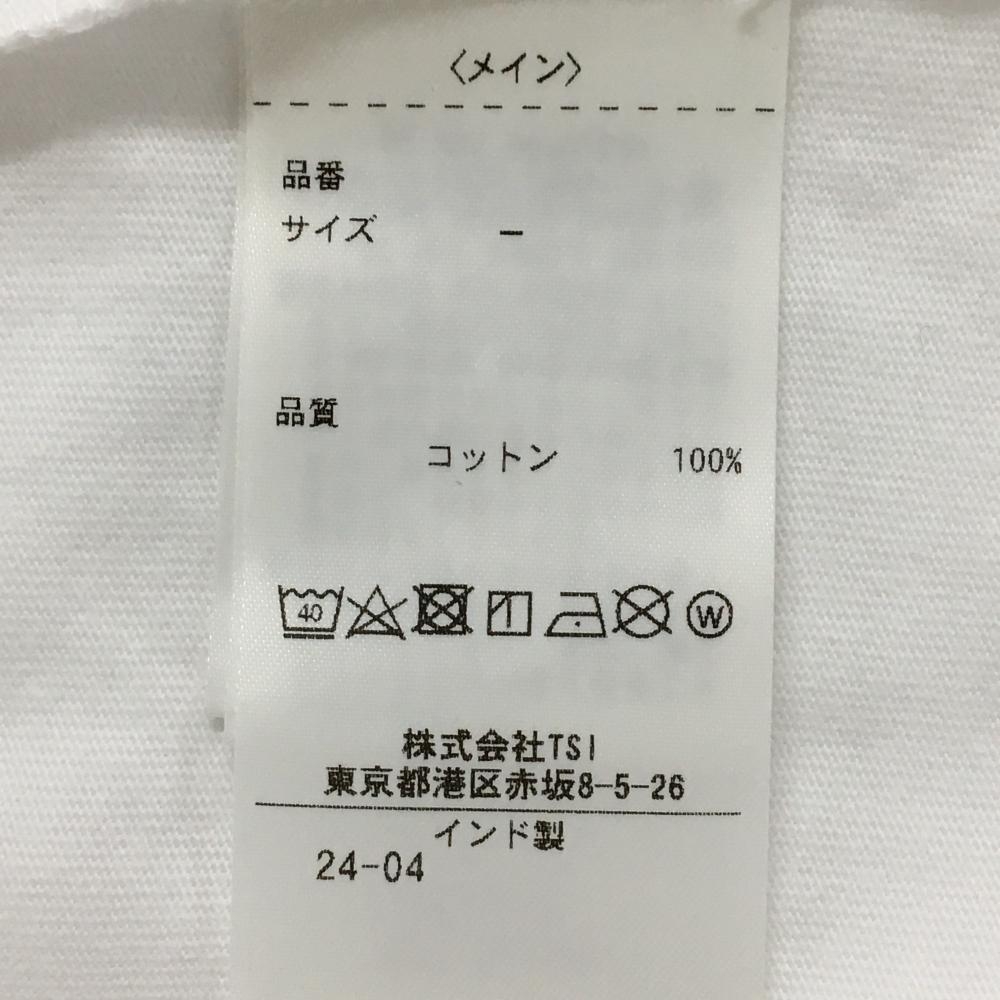 〈メイン〉
品番
サイズ －
品質
コットン 100%
40 W
株式会社TSI
東京都港区赤坂8-5-26
インド製
24-04